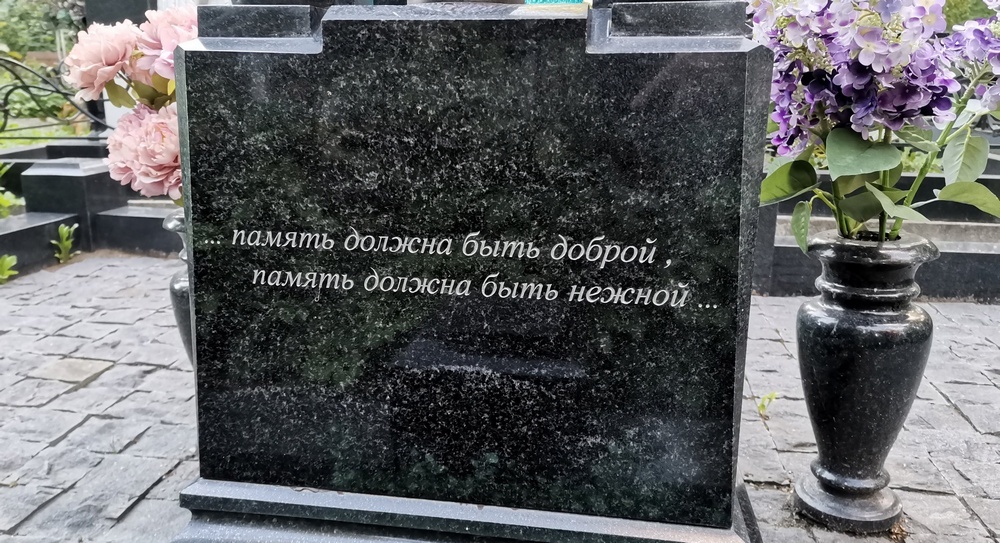 ... память должна быть доброй ,
память должна быть нежной ...